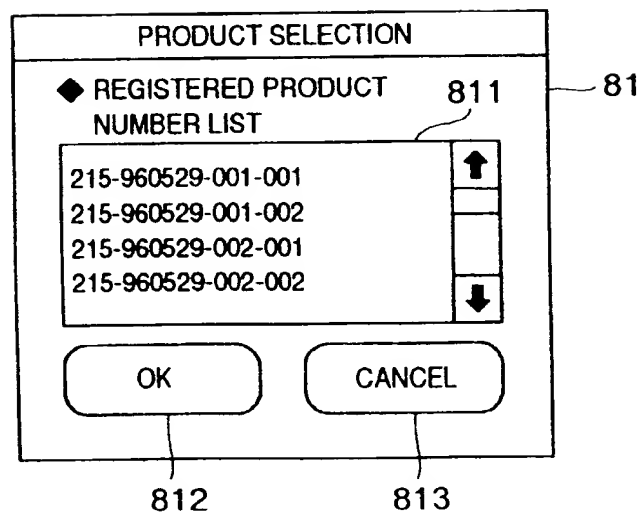 PRODUCT SELECTION
◆ REGISTERED PRODUCT
NUMBER LIST
811
81
215-960529-001-001
215-960529-001-002
215-960529-002-001
215-960529-002-002
OK
CANCEL
812
813